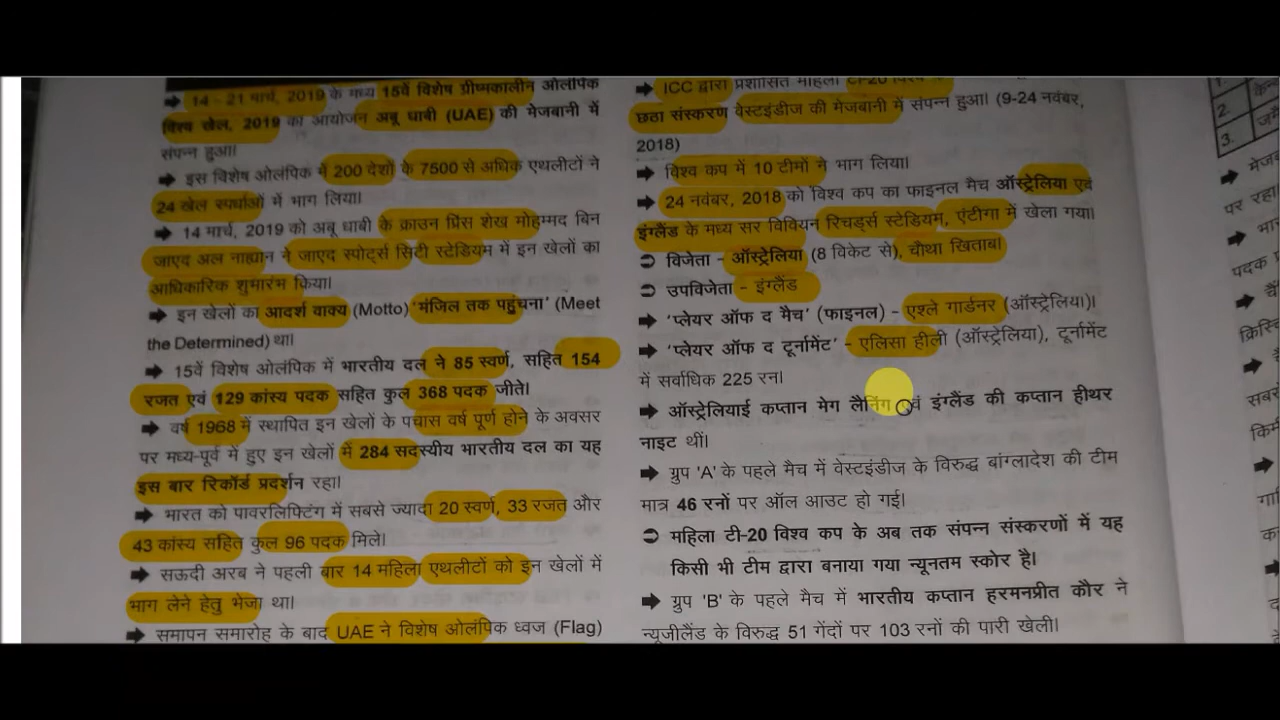 ➡ 14 - 21 मार्च, 2019 के मध्य 15वें विशेष ग्रीष्मकालीन ओलंपिक
विश्व खेल, 2019 का आयोजन अबू धाबी (UAE) की मेजबानी में
संपन्न हुआ।
➡ इस विशेष ओलंपिक में 200 देशों के 7500 से अधिक एथलीटों ने
24 खेल स्पर्धाओं में भाग लिया।
➡ 14 मार्च, 2019 को अबू धाबी के क्राउन प्रिंस शेख मोहम्मद बिन
जाएद अल नाह्यान ने जाएद स्पोर्ट्स सिटी स्टेडियम में इन खेलों का
आधिकारिक शुभारंभ किया।
➡ इन खेलों का आदर्श वाक्य (Motto) 'मंजिल तक पहुंचना' (Meet
the Determined) था।
➡ 15वें विशेष ओलंपिक में भारतीय दल ने 85 स्वर्ण, सहित 154
रजत एवं 129 कांस्य पदक सहित कुल 368 पदक जीते।
➡ वर्ष 1968 में स्थापित इन खेलों के पचास वर्ष पूर्ण होने के अवसर
पर मध्य-पूर्व में हुए इन खेलों में 284 सदस्यीय भारतीय दल का यह
इस बार रिकॉर्ड प्रदर्शन रहा।
➡ भारत को पावरलिफ्टिंग में सबसे ज्यादा 20 स्वर्ण, 33 रजत और
43 कांस्य सहित कुल 96 पदक मिले।
➡ सऊदी अरब ने पहली बार 14 महिला एथलीटों को इन खेलों में
भाग लेने हेतु भेजा था।
➡ समापन समारोह के बाद UAE ने विशेष ओलंपिक ध्वज (Flag)
➡ ICC द्वारा प्रशासित महिला टी-20 विश्व
छठा संस्करण वेस्टइंडीज की मेजबानी में संपन्न हुआ। (9-24 नवंबर,
2018)
➡ विश्व कप में 10 टीमों ने भाग लिया।
➡ 24 नवंबर, 2018 को विश्व कप का फाइनल मैच ऑस्ट्रेलिया एवं
इंग्लैंड के मध्य सर विवियन रिचर्ड्स स्टेडियम, एंटीगा में खेला गया।
➲ विजेता - ऑस्ट्रेलिया (8 विकेट से), चौथा खिताब।
➲ उपविजेता - इंग्लैंड
➡ 'प्लेयर ऑफ द मैच' (फाइनल) - एश्ले गार्डनर (ऑस्ट्रेलिया)।
➡ 'प्लेयर ऑफ द टूर्नामेंट' - एलिसा हीली (ऑस्ट्रेलिया), टूर्नामेंट
में सर्वाधिक 225 रन।
➡ ऑस्ट्रेलियाई कप्तान मेग लैनिंग एवं इंग्लैंड की कप्तान हीथर
नाइट थीं।
➡ ग्रुप 'A' के पहले मैच में वेस्टइंडीज के विरुद्ध बांग्लादेश की टीम
मात्र 46 रनों पर ऑल आउट हो गई।
➲ महिला टी-20 विश्व कप के अब तक संपन्न संस्करणों में यह
किसी भी टीम द्वारा बनाया गया न्यूनतम स्कोर है।
➡ ग्रुप 'B' के पहले मैच में भारतीय कप्तान हरमनप्रीत कौर ने
न्यूजीलैंड के विरुद्ध 51 गेंदों पर 103 रनों की पारी खेली।
2.
3.
➡
पर रहा
➡
पदक
➡
➡
➡